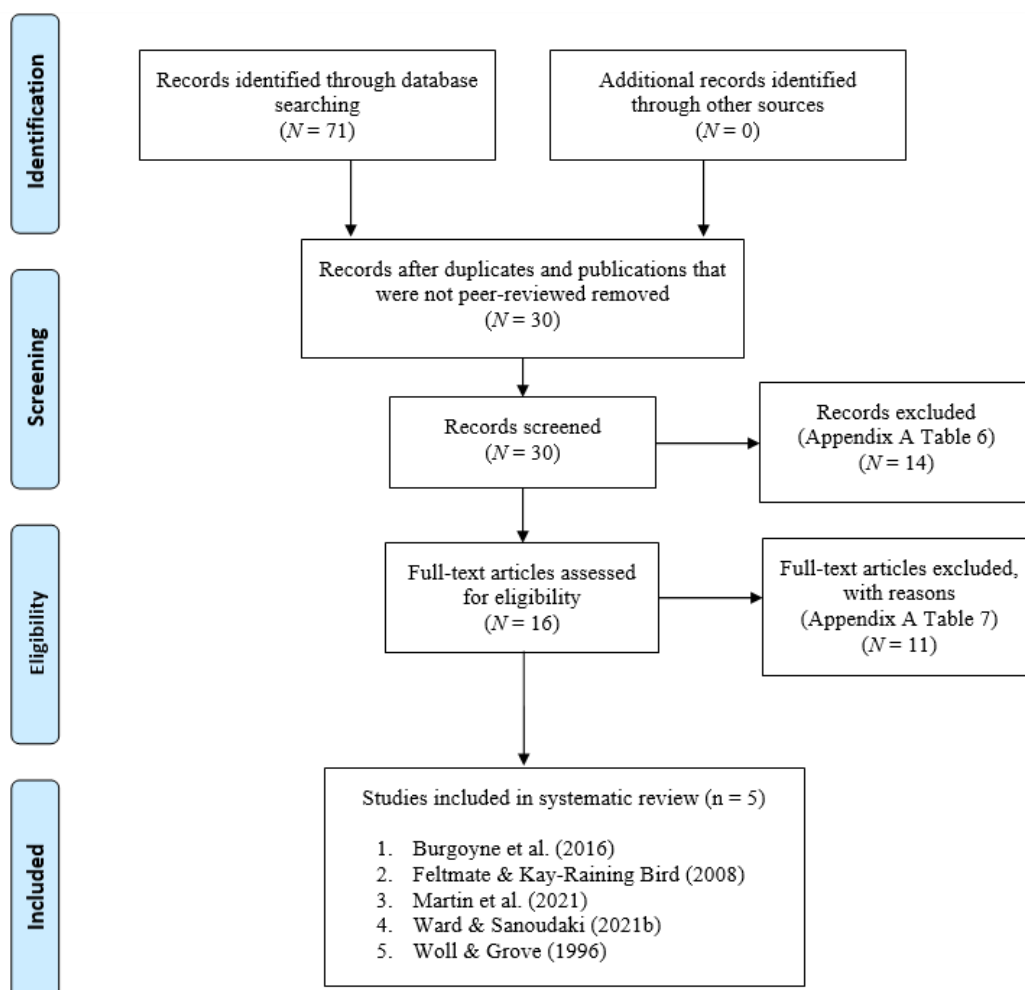 Identification
Records identified through database
searching
(N = 71)
Additional records identified
through other sources
(N = 0)
Screening
Records after duplicates and publications that
were not peer-reviewed removed
(N = 30)
Records screened
(N = 30)
Records excluded
(Appendix A Table 6)
(N = 14)
Eligibility
Full-text articles assessed
for eligibility
(N = 16)
Full-text articles excluded,
with reasons
(Appendix A Table 7)
(N = 11)
Included
Studies included in systematic review (n = 5)
1. Burgoyne et al. (2016)
2. Feltmate & Kay-Raining Bird (2008)
3. Martin et al. (2021)
4. Ward & Sanoudaki (2021b)
5. Woll & Grove (1996)